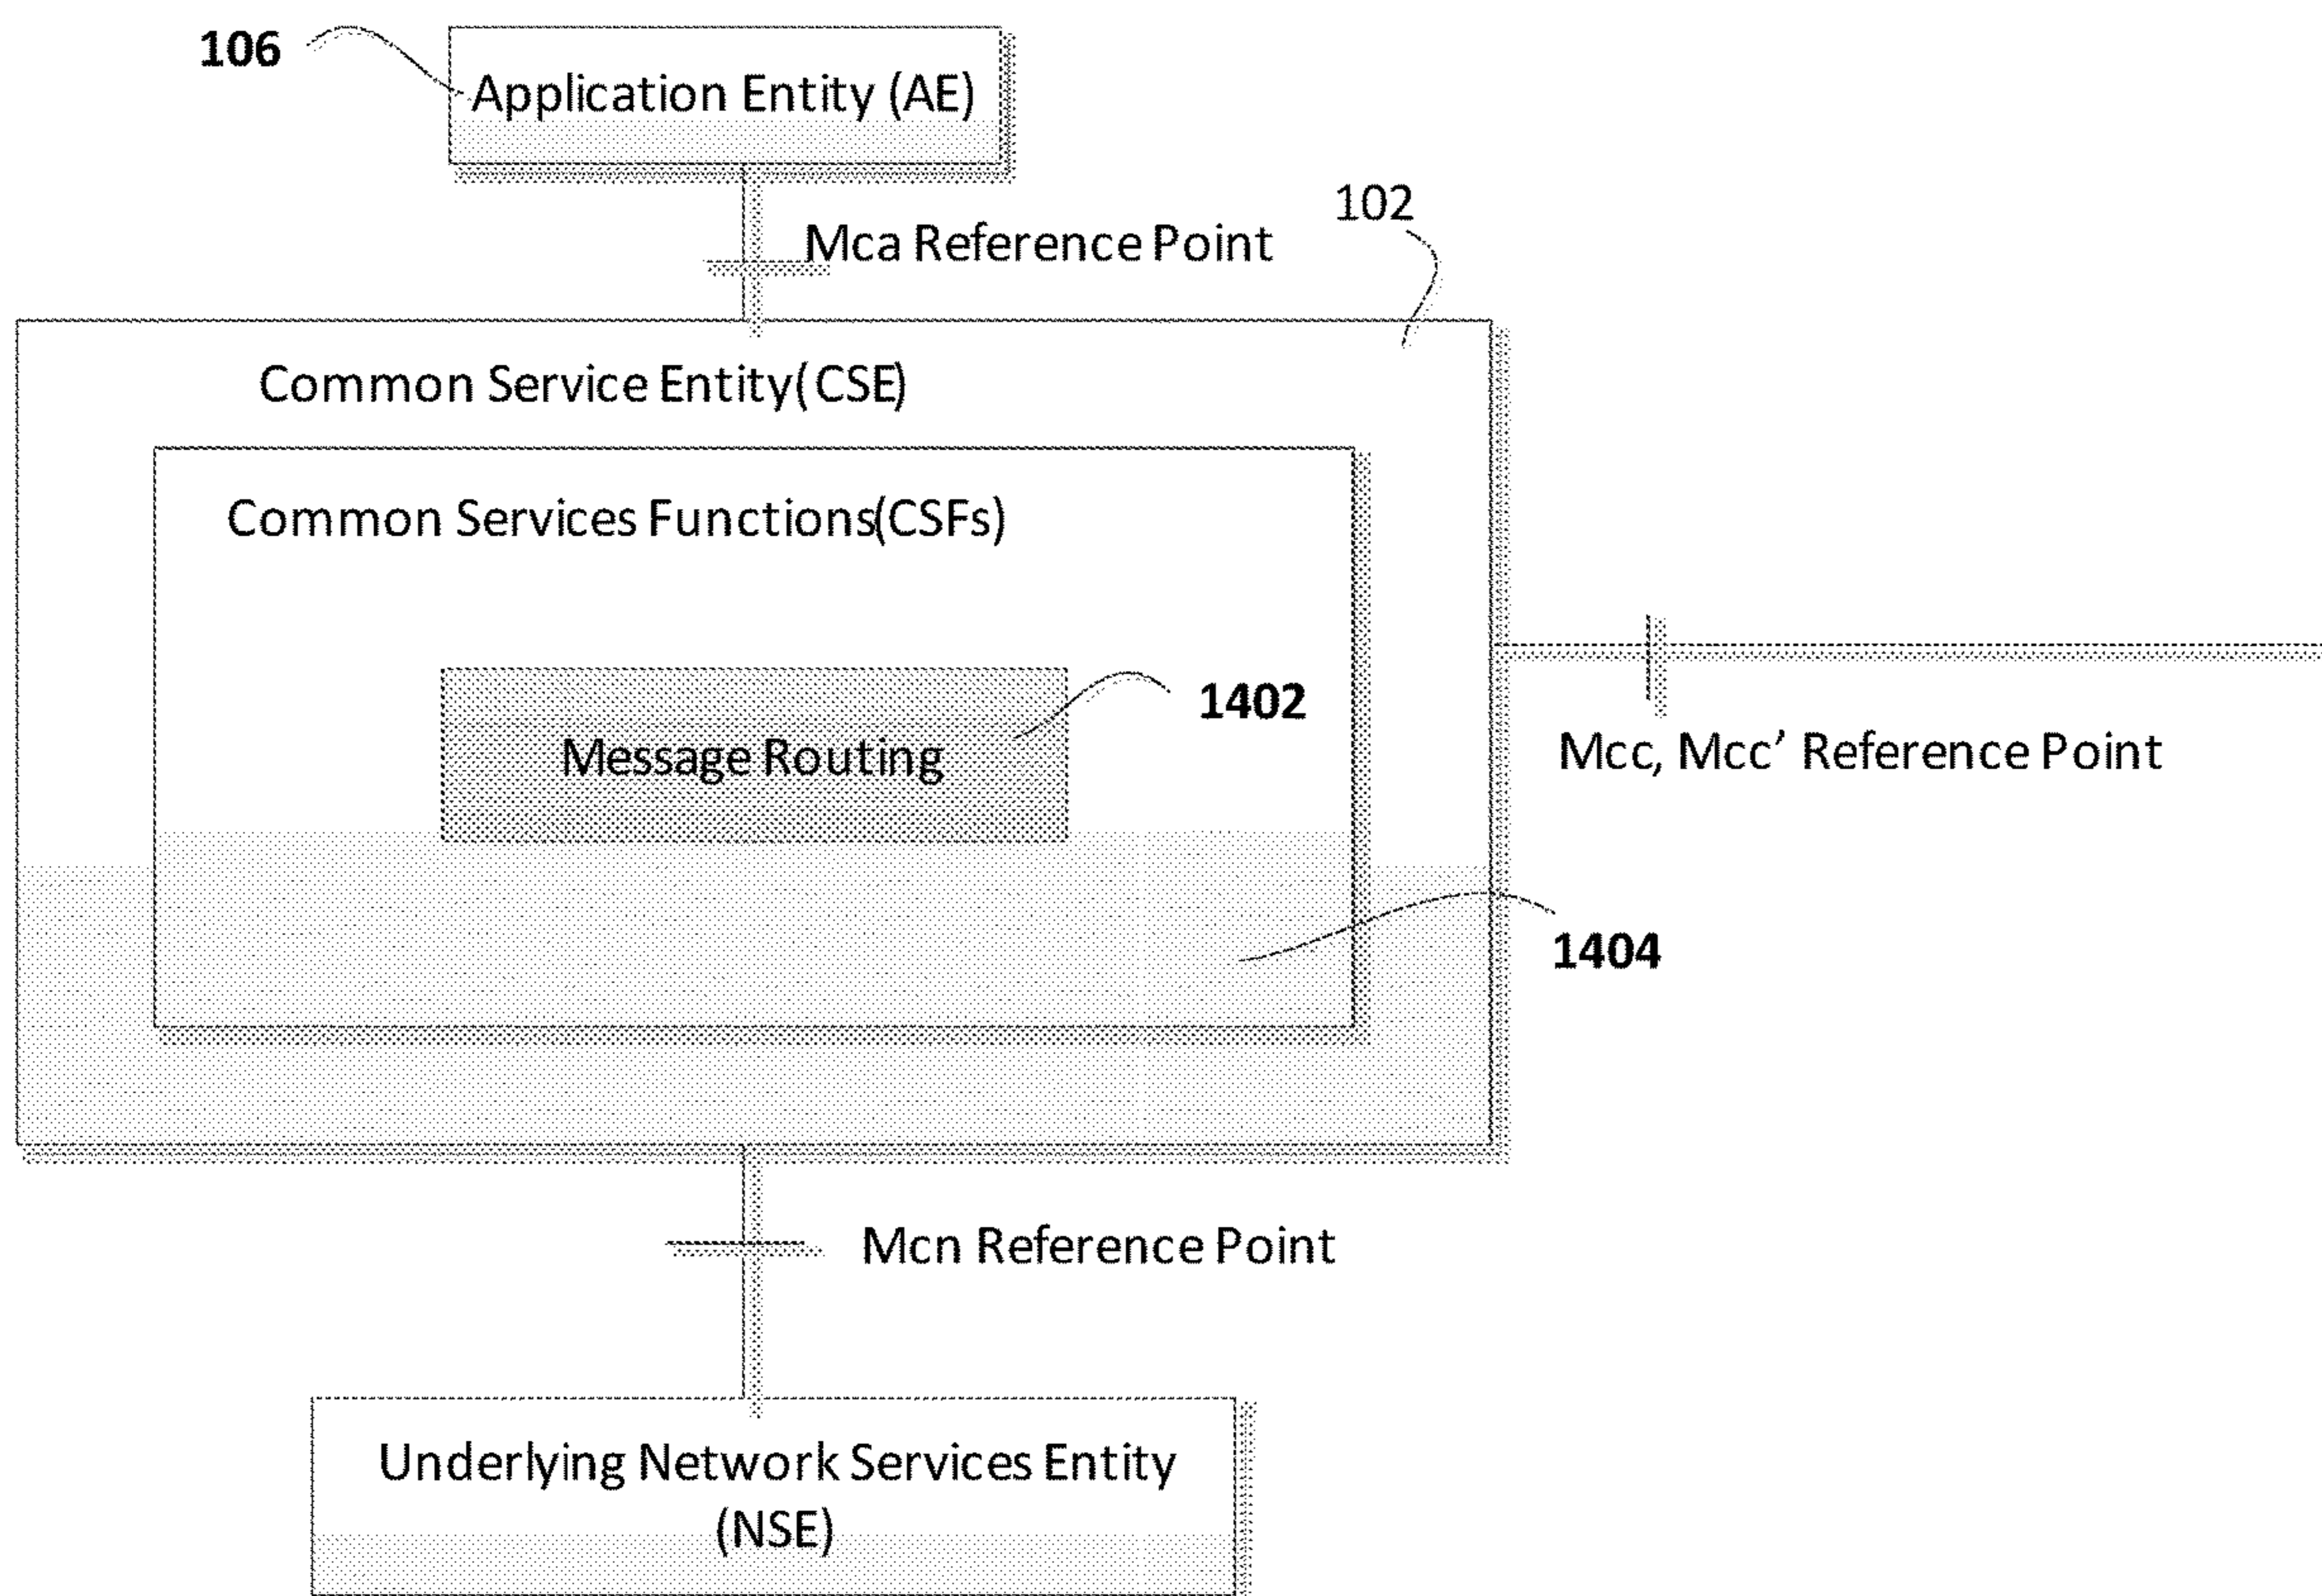 106
Application Entity (AE)
Mca Reference Point
102
Common Service Entity(CSE)
Common Services Functions(CSFs)
1402
Message Routing
Mcc, Mcc’ Reference Point
1404
Mcn Reference Point
Underlying Network Services Entity
(NSE)